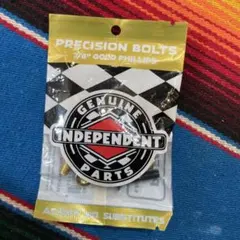 PRECISION BOLTS
7/8" GOLD PHILLIPS
GENUINE
INDEPENDENT
PARTS
SUBSTITUTES